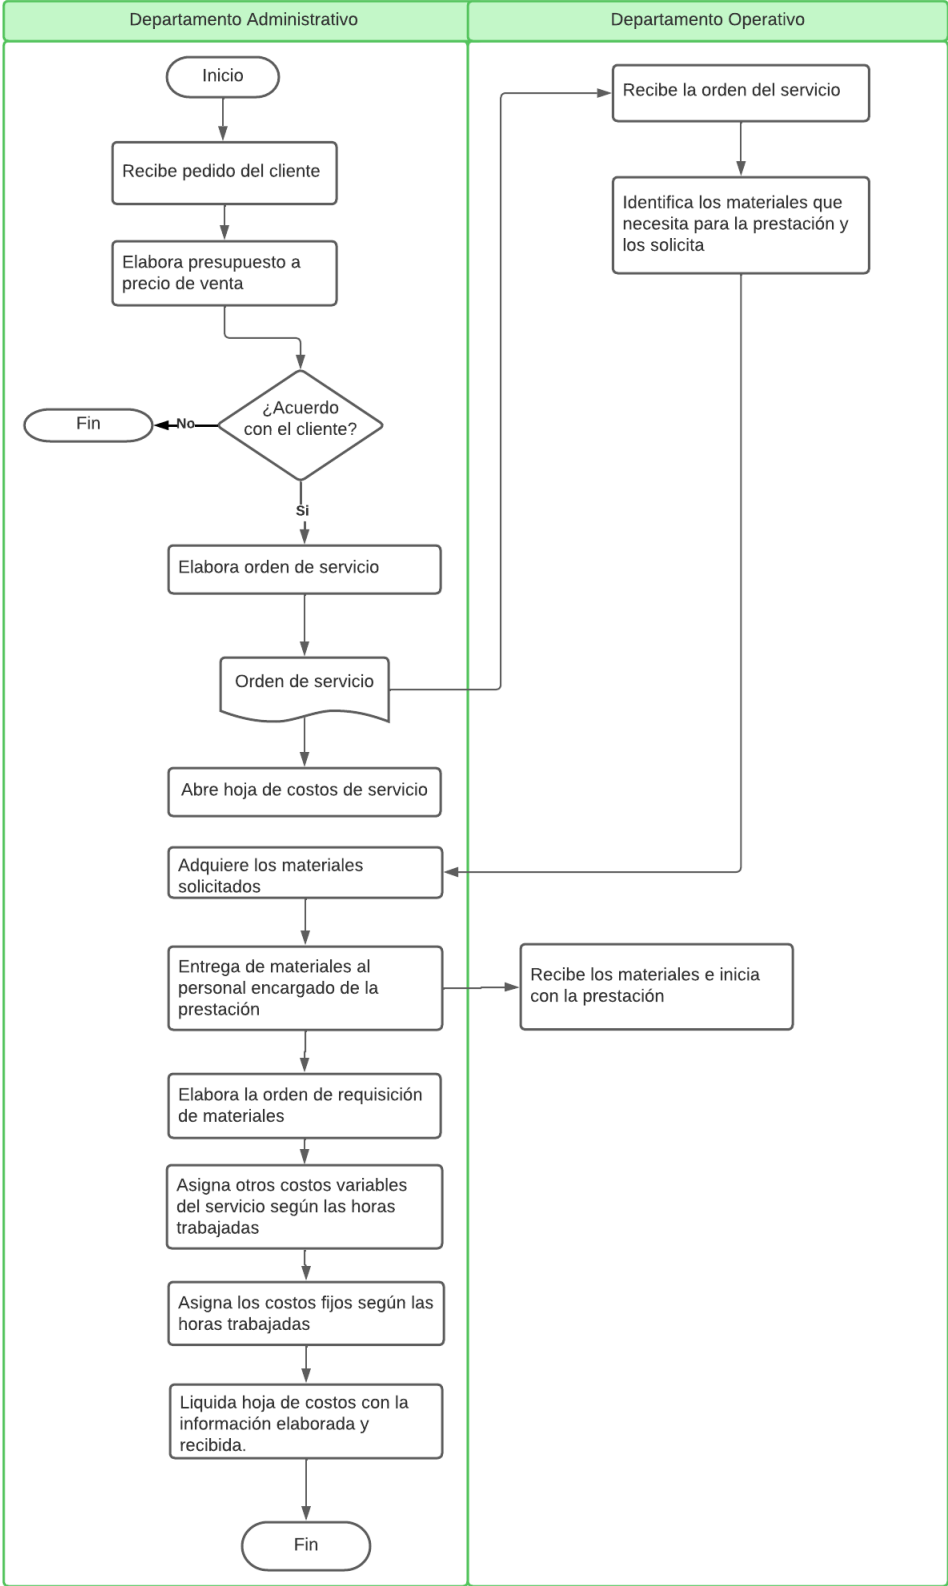 Departamento Administrativo
Departamento Operativo
Inicio
Recibe pedido del cliente
Elabora presupuesto a
precio de venta
¿Acuerdo
con el cliente?
No
Fin
Si
Elabora orden de servicio
Orden de servicio
Recibe la orden del servicio
Identifica los materiales que
necesita para la prestación y
los solicita
Abre hoja de costos de servicio
Adquiere los materiales
solicitados
Entrega de materiales al
personal encargado de la
prestación
Recibe los materiales e inicia
con la prestación
Elabora la orden de requisición
de materiales
Asigna otros costos variables
del servicio según las horas
trabajadas
Asigna los costos fijos según las
horas trabajadas
Liquida hoja de costos con la
información elaborada y
recibida.
Fin